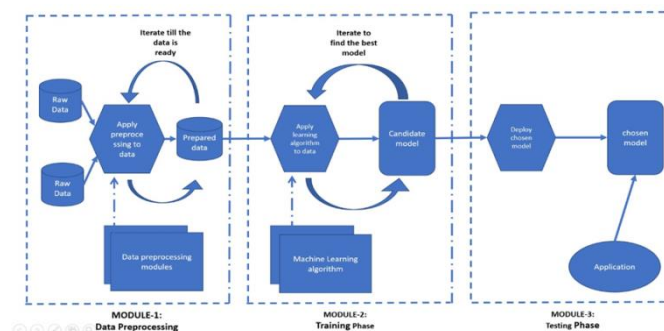 Iterate till the
data is
ready
Raw
Data
Raw
Data
Apply
preproce
ssing to
data
Prepared
data
Data preprocessing
modules
MODULE-1:
Data Preprocessing
Iterate to
find the best
model
Apply
learning
algorithm
to data
Candidate
model
Machine Learning
algorithm
MODULE-2:
Training Phase
Deploy
chosen
model
chosen
model
Application
MODULE-3:
Testing Phase